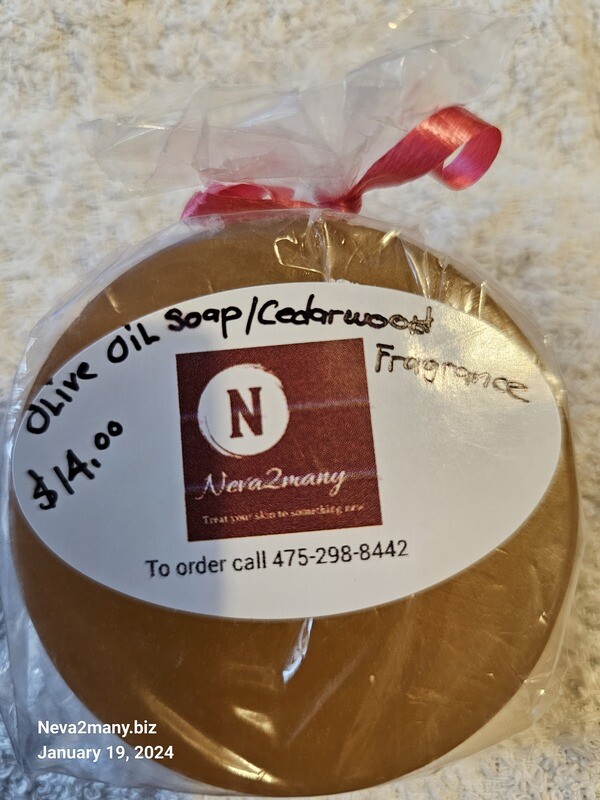 Olive Oil Soap/Cedarwood
Fragrance
$14.00
N
Neva2many
Treat your skin to something new
To order call 475-298-8442
Neva2many.biz
January 19, 2024